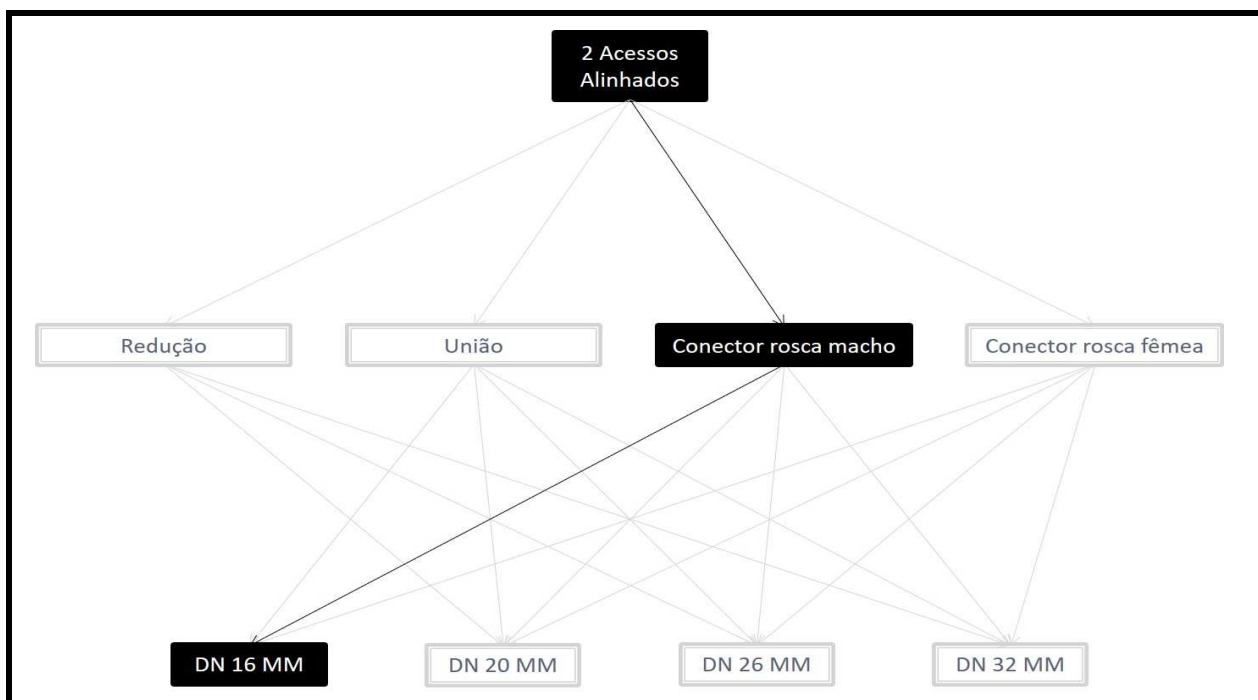 2 Acessos
Alinhados
Redução
União
Conector rosca macho
Conector rosca fêmea
DN 16 MM
DN 20 MM
DN 26 MM
DN 32 MM